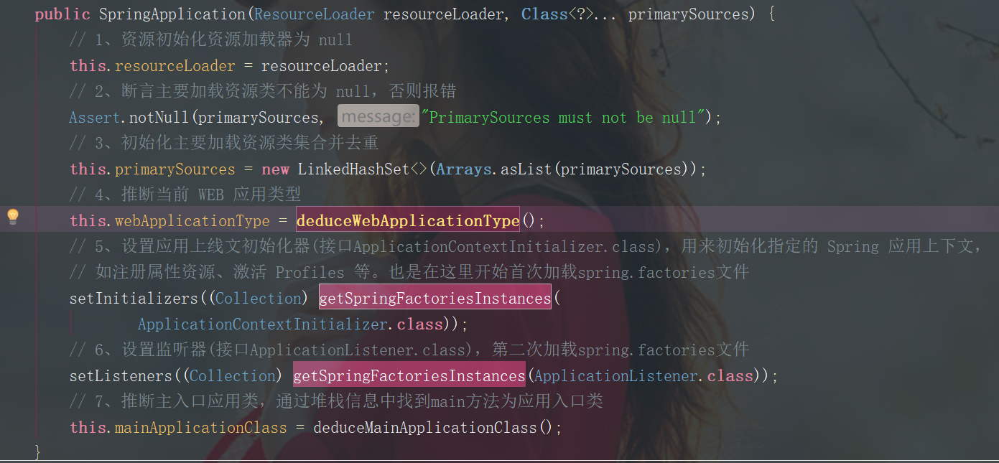 public SpringApplication(ResourceLoader resourceLoader, Class<?>... primarySources) {
// 1、资源初始化资源加载器为 null
this.resourceLoader = resourceLoader;
// 2、断言主要加载资源类不能为 null，否则报错
Assert.notNull(primarySources, message: "PrimarySources must not be null");
// 3、初始化主要加载资源类集合并去重
this.primarySources = new LinkedHashSet<>(Arrays.asList(primarySources));
// 4、推断当前 WEB 应用类型
this.webApplicationType = deduceWebApplicationType();
// 5、设置应用上线文初始化器(接口ApplicationContextInitializer.class)，用来初始化指定的 Spring 应用上下文，
// 如注册属性资源、激活 Profiles 等。也是在这里开始首次加载spring.factories文件
setInitializers((Collection) getSpringFactoriesInstances(
ApplicationContextInitializer.class));
// 6、设置监听器(接口ApplicationListener.class)，第二次加载spring.factories文件
setListeners((Collection) getSpringFactoriesInstances(ApplicationListener.class));
// 7、推断主入口应用类，通过堆栈信息中找到main方法为应用入口类
this.mainApplicationClass = deduceMainApplicationClass();
}